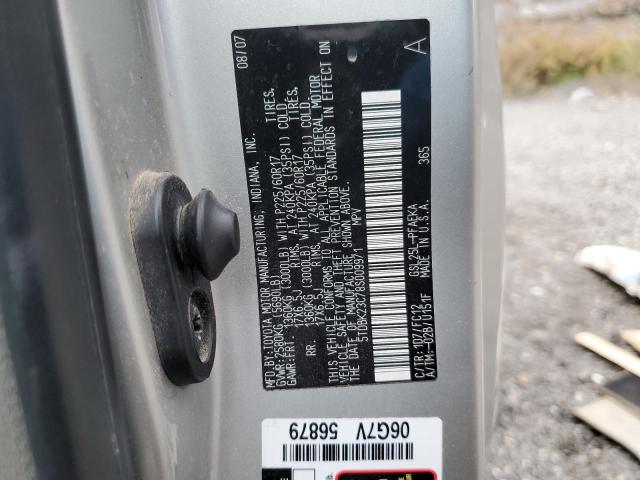 MFD.BY:TOYOTA MOTOR MANUFACTURING, INDIANA, INC. 08/07
GVWR:2580KG (5690LB)
GAWR:FRT. 1360KG (3000LB) WITH P225/60R17 TIRES,
17X6.5J RIMS, AT 240KPA (35PSI) COLD.
RR. 1360KG (3000LB) WITH P225/60R17 TIRES,
17X6.5J RIMS, AT 240KPA (35PSI) COLD.
THIS VEHICLE CONFORMS TO ALL APPLICABLE FEDERAL MOTOR
VEHICLE SAFETY AND THEFT PREVENTION STANDARDS IN EFFECT ON
THE DATE OF MANUFACTURE SHOWN ABOVE.
MPV
C/TR:1D7/FC12 GSL25L-PFAEKA
A/TM:-02B/U151F MADE IN U.S.A. 365
A
06G7V 56879